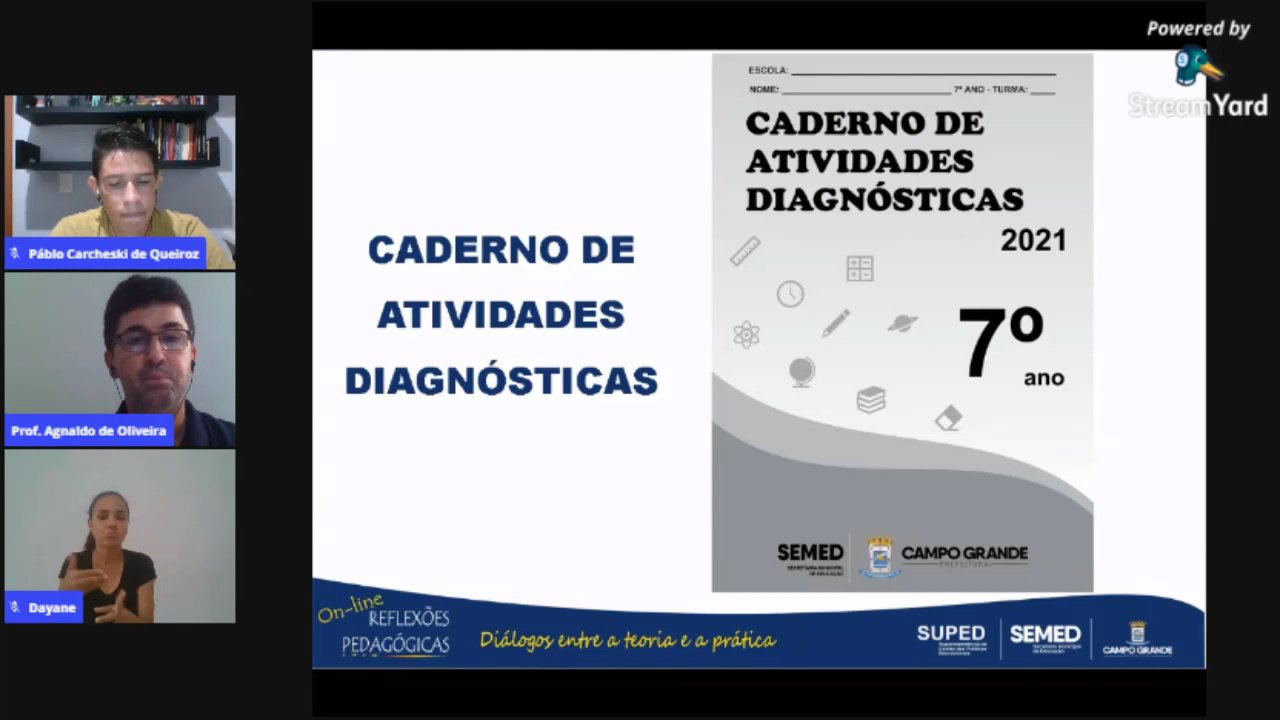 Powered by
StreamYard
Páblo Carcheski de Queiroz
Prof. Agnaldo de Oliveira
Dayane
CADERNO DE
ATIVIDADES
DIAGNÓSTICAS
ESCOLA:
NOME: 7º ANO - TURMA:
CADERNO DE
ATIVIDADES
DIAGNÓSTICAS
2021
7º
ano
SEMED
CAMPO GRANDE
PREFEITURA
On-line
REFLEXÕES
PEDAGÓGICAS
Diálogos entre a teoria e a prática
SUPED
SEMED
CAMPO GRANDE